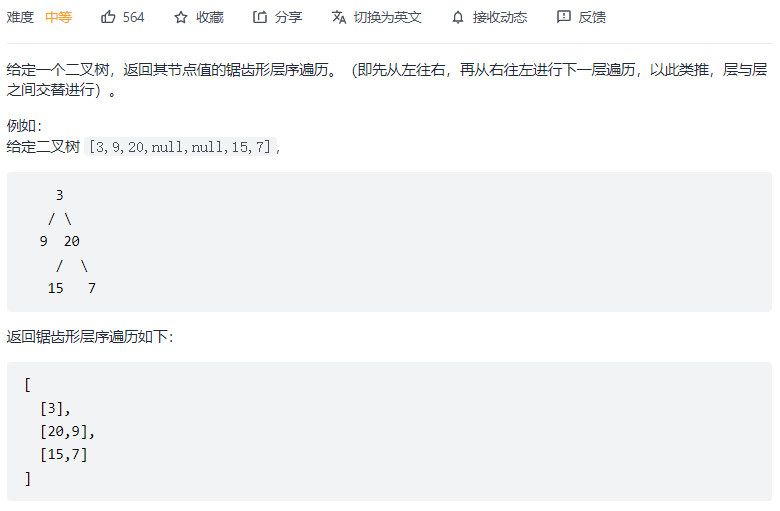 难度 中等 564 收藏 分享 切换为英文 接收动态 反馈
给定一个二叉树，返回其节点值的锯齿形层序遍历。（即先从左往右，再从右往左进行下一层遍历，以此类推，层与层
之间交替进行）。
例如：
给定二叉树 [3,9,20,null,null,15,7],
3
/ \
9 20
/ \
15 7
返回锯齿形层序遍历如下：
[
[3],
[20,9],
[15,7]
]